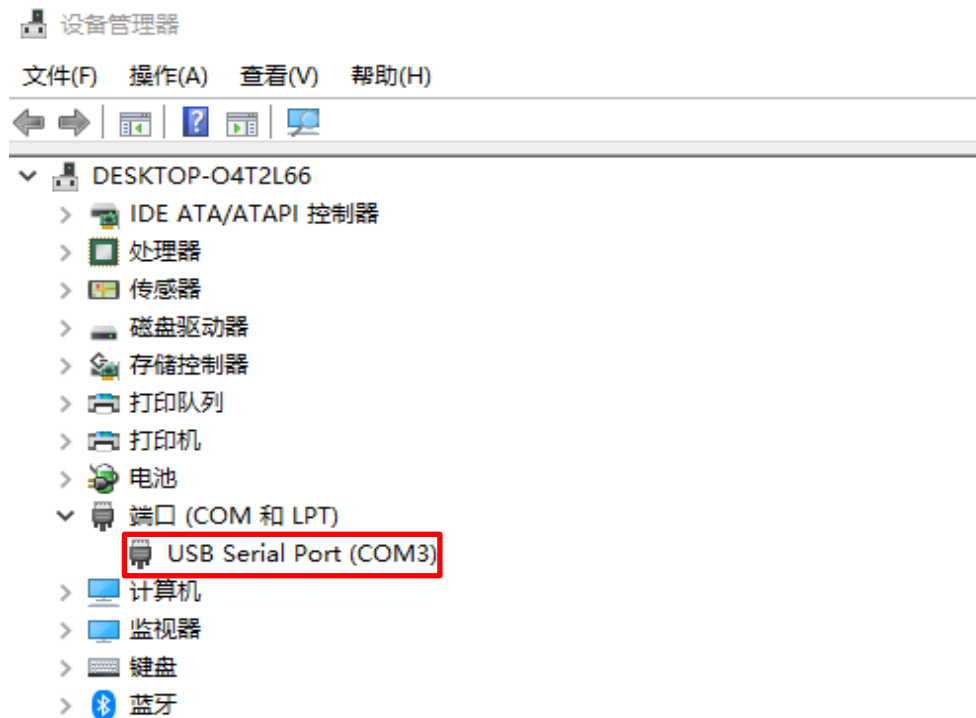 设备管理器
文件(F) 操作(A) 查看(V) 帮助(H)
DESKTOP-O4T2L66
IDE ATA/ATAPI 控制器
处理器
传感器
磁盘驱动器
存储控制器
打印队列
打印机
电池
端口 (COM 和 LPT)
USB Serial Port (COM3)
计算机
监视器
键盘
蓝牙